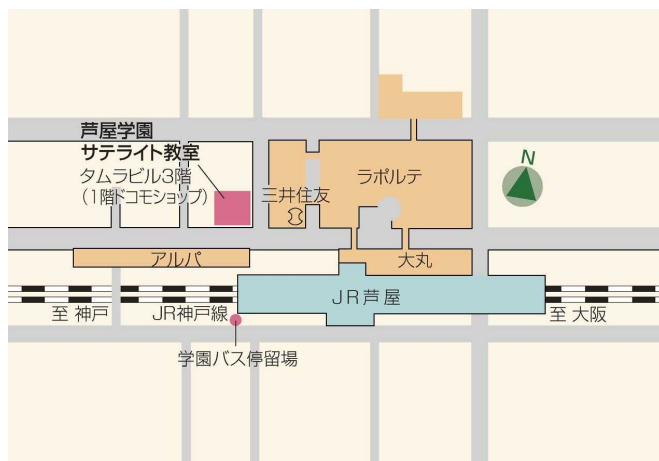 芦屋学園
サテライト教室
タムラビル3階
(1階ドコモショップ)
三井住友
ラポルテ
N
アルパ
大丸
JR芦屋
至 神戸
JR神戸線
至 大阪
学園バス停留場